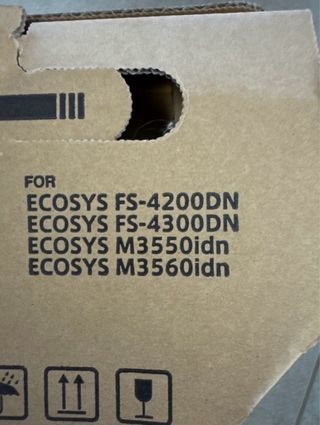 FOR
ECOSYS FS-4200DN
ECOSYS FS-4300DN
ECOSYS M3550idn
ECOSYS M3560idn